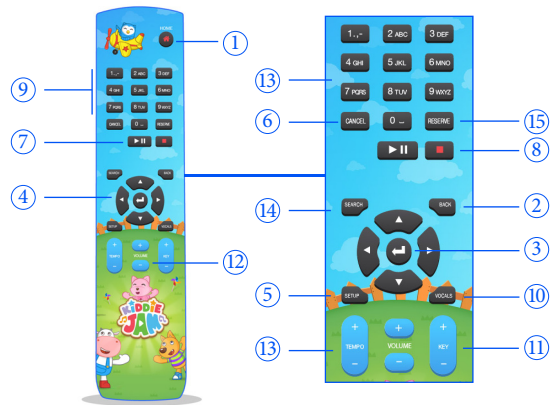 HOME
1
1.,-
2 ABC
3 DEF
4 GHI
5 JKL
6 MNO
7 PQRS
8 TUV
9 WXYZ
CANCEL
0 ⎵
RESERVE
9
7
SEARCH
BACK
4
SETUP
VOCALS
+
+
+
TEMPO
VOLUME
KEY
-
-
-
12
KiDDiE
JAM
1.,-
2 ABC
3 DEF
4 GHI
5 JKL
6 MNO
13
7 PQRS
8 TUV
9 WXYZ
6
CANCEL
0 ⎵
RESERVE
15
8
14
SEARCH
BACK
2
3
5
SETUP
VOCALS
10
+
+
+
13
TEMPO
VOLUME
KEY
11
-
-
-